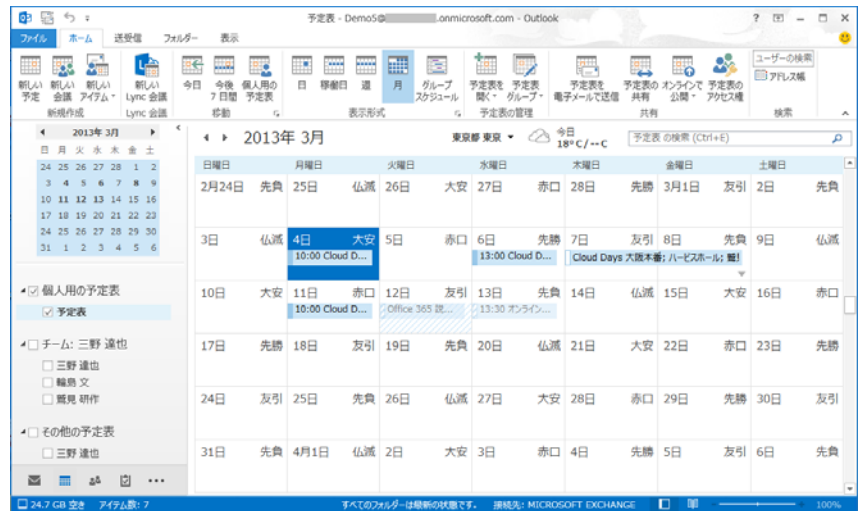 予定表 - Demo5@ .onmicrosoft.com - Outlook
ファイル ホーム 送受信 フォルダー 表示
新しい 予定
新しい 会議
新しい アイテム
新しい Lync 会議
今日
今後 7 日間
個人用の 予定表
日
稼働日
週
月
グループ スケジュール
予定表を 開く
予定表 グループ
予定表を 電子メールで送信
予定表の 共有
オンラインで 公開
予定表の アクセス権
ユーザーの検索
アドレス帳
新規作成 Lync 会議 移動 表示形式 予定表の管理 共有 検索
2013年 3月
日 月 火 水 木 金 土
24 25 26 27 28 1 2
3 4 5 6 7 8 9
10 11 12 13 14 15 16
17 18 19 20 21 22 23
24 25 26 27 28 29 30
31 1 2 3 4 5 6
個人用の予定表
予定表
チーム: 三野 達也
三野 達也
輪島 文
鷲見 研作
その他の予定表
三野 達也
2013年 3月 東京都 東京 今日 18° C / --C 予定表 の検索 (Ctrl+E)
日曜日 月曜日 火曜日 水曜日 木曜日 金曜日 土曜日
2月24日 先負 25日 仏滅 26日 大安 27日 赤口 28日 先勝 3月1日 友引 2日 先負
3日 仏滅 4日 大安 5日 赤口 6日 先勝 7日 友引 8日 先負 9日 仏滅
10:00 Cloud D... 13:00 Cloud D... Cloud Days 大阪本番; ハービスホール;
10日 大安 11日 赤口 12日 友引 13日 先負 14日 仏滅 15日 大安 16日 赤口
10:00 Cloud D... Office 365 説... 13:30 オンライン...
17日 先勝 18日 友引 19日 先負 20日 仏滅 21日 大安 22日 赤口 23日 先勝
24日 友引 25日 先負 26日 仏滅 27日 大安 28日 赤口 29日 先勝 30日 友引
31日 先負 4月1日 仏滅 2日 大安 3日 赤口 4日 先勝 5日 友引 6日 先負
24.7 GB 空き アイテム数: 7 すべてのフォルダーは最新の状態です。 接続先: MICROSOFT EXCHANGE 100%